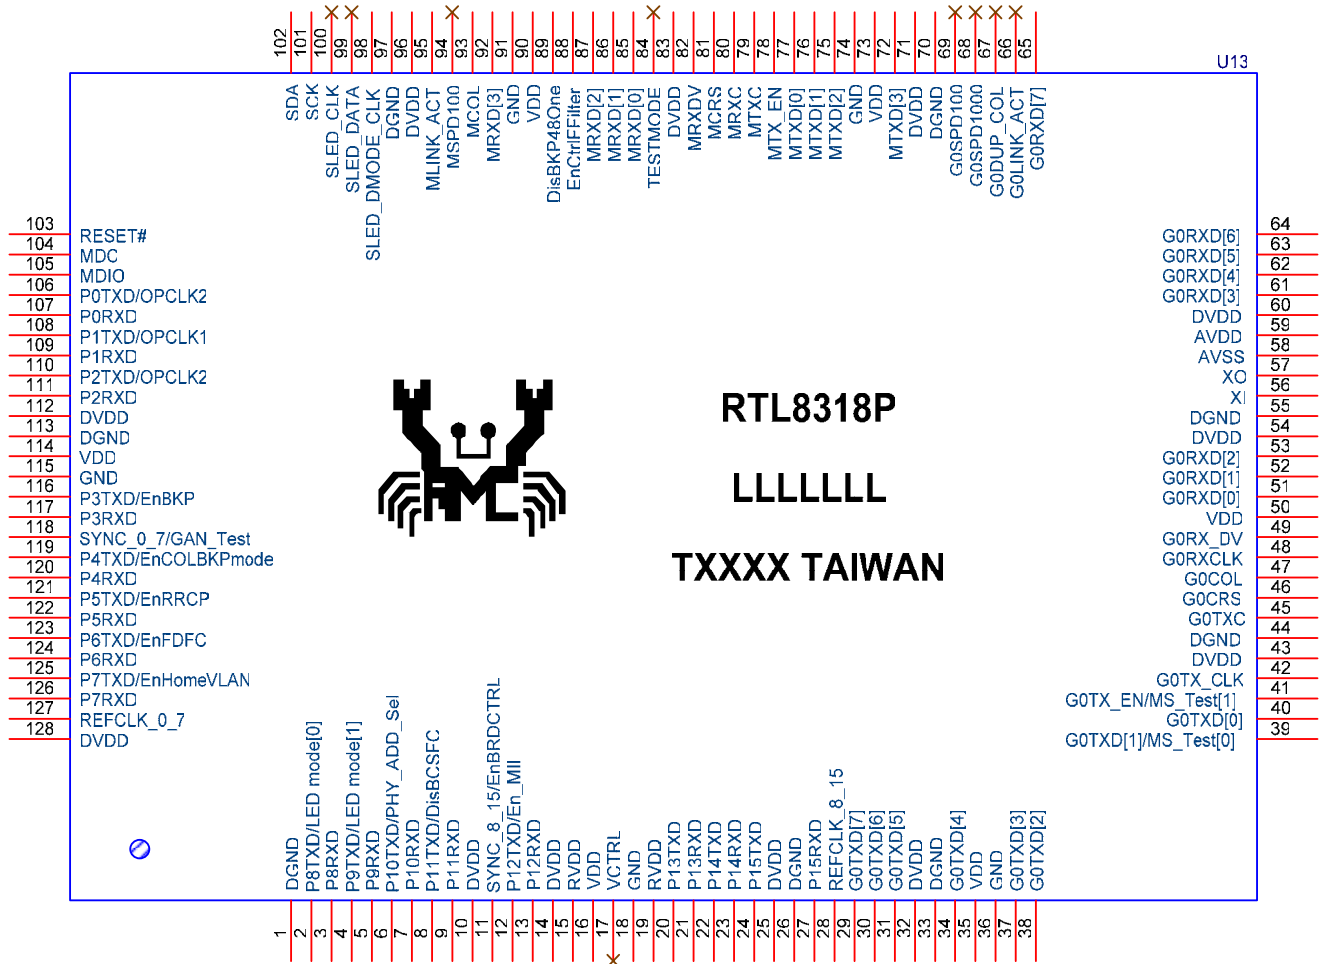 U13
102 101 100 99 98 97 96 95 94 93 92 91 90 89 88 87 86 85 84 83 82 81 80 79 78 77 76 75 74 73 72 71 70 69 68 67 66 65
SDA
SCK
SLED_CLK
SLED_DATA
SLED_DMODE_CLK
DGND
DVDD
MLINK_ACT
MSPD100
MCOL
MRXD[3]
GND
VDD
DisBKP48One
EnCtrlFFilter
MRXD[2]
MRXD[1]
MRXD[0]
TESTMODE
DVDD
MRXDV
MCRS
MRXC
MTXC
MTX_EN
MTXD[0]
MTXD[1]
MTXD[2]
GND
VDD
MTXD[3]
DVDD
DGND
G0SPD100
G0SPD1000
G0DUP_COL
G0LINK_ACT
G0RXD[7]
103 RESET#
104 MDC
105 MDIO
106 P0TXD/OPCLK2
107 P0RXD
108 P1TXD/OPCLK1
109 P1RXD
110 P2TXD/OPCLK2
111 P2RXD
112 DVDD
113 DGND
114 VDD
115 GND
116 P3TXD/EnBKP
117 P3RXD
118 SYNC_0_7/GAN_Test
119 P4TXD/EnCOLBKPmode
120 P4RXD
121 P5TXD/EnRRCP
122 P5RXD
123 P6TXD/EnFDFC
124 P6RXD
125 P7TXD/EnHomeVLAN
126 P7RXD
127 REFCLK_0_7
128 DVDD
RTL8318P
LLLLLLL
TXXXX TAIWAN
G0RXD[6] 64
G0RXD[5] 63
G0RXD[4] 62
G0RXD[3] 61
DVDD 60
AVDD 59
AVSS 58
XO 57
XI 56
DGND 55
DVDD 54
G0RXD[2] 53
G0RXD[1] 52
G0RXD[0] 51
VDD 50
G0RX_DV 49
G0RXCLK 48
G0COL 47
G0CRS 46
G0TXC 45
DGND 44
DVDD 43
G0TX_CLK 42
G0TX_EN/MS_Test[1] 41
G0TXD[0] 40
G0TXD[1]/MS_Test[0] 39
DGND
P8TXD/LED mode[0]
P8RXD
P9TXD/LED mode[1]
P9RXD
P10TXD/PHY_ADD_Sel
P10RXD
P11TXD/DisBCSFC
P11RXD
DVDD
SYNC_8_15/EnBRDCTRL
P12TXD/En_MII
P12RXD
DVDD
RVDD
VDD
VCTRL
GND
RVDD
P13TXD
P13RXD
P14TXD
P14RXD
P15TXD
DVDD
DGND
P15RXD
REFCLK_8_15
G0TXD[7]
G0TXD[6]
G0TXD[5]
DVDD
DGND
G0TXD[4]
VDD
GND
G0TXD[3]
G0TXD[2]
1 2 3 4 5 6 7 8 9 10 11 12 13 14 15 16 17 18 19 20 21 22 23 24 25 26 27 28 29 30 31 32 33 34 35 36 37 38